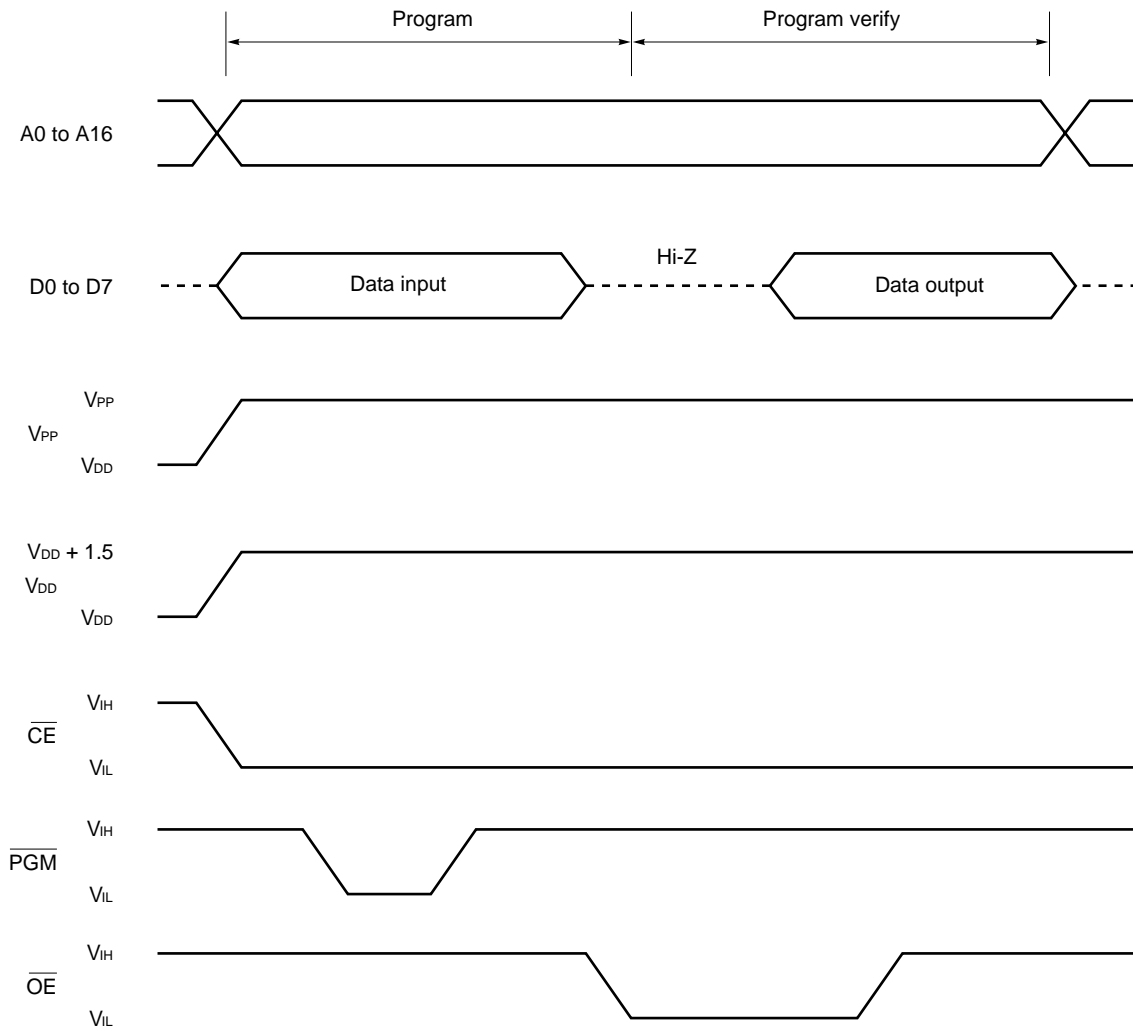 Program
Program verify
A0 to A16
Hi-Z
D0 to D7
Data input
Data output
VPP
VPP
VDD
VDD + 1.5
VDD
VDD
VIH
CE
VIL
VIH
PGM
VIL
VIH
OE
VIL